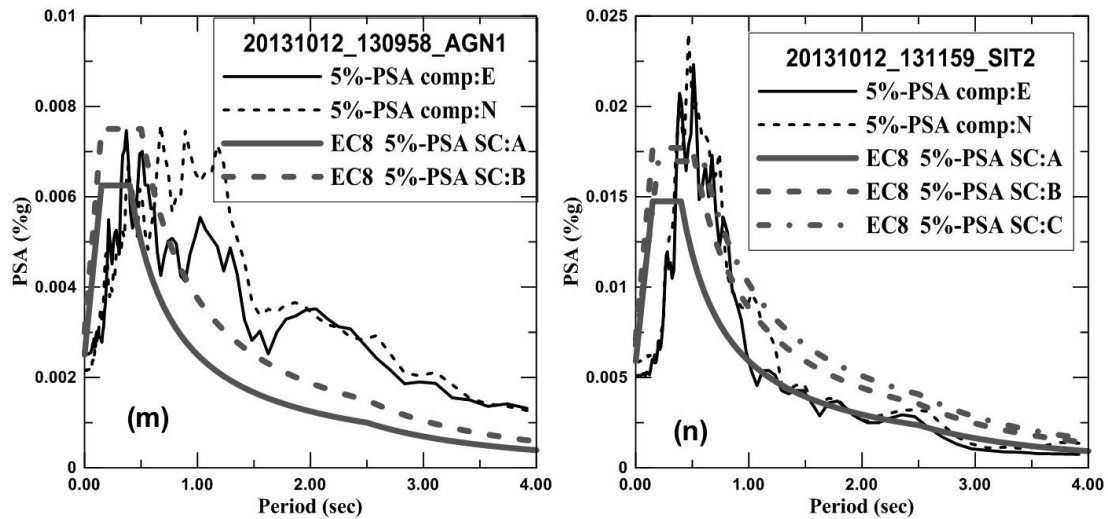 0.01
0.008
0.006
0.004
0.002
0
PSA (%g)
20131012_130958_AGN1
5%-PSA comp:E
5%-PSA comp:N
EC8 5%-PSA SC:A
EC8 5%-PSA SC:B
(m)
0.00 1.00 2.00 3.00 4.00
Period (sec)
0.025
0.02
0.015
0.01
0.005
0
PSA (%g)
20131012_131159_SIT2
5%-PSA comp:E
5%-PSA comp:N
EC8 5%-PSA SC:A
EC8 5%-PSA SC:B
EC8 5%-PSA SC:C
(n)
0.00 1.00 2.00 3.00 4.00
Period (sec)